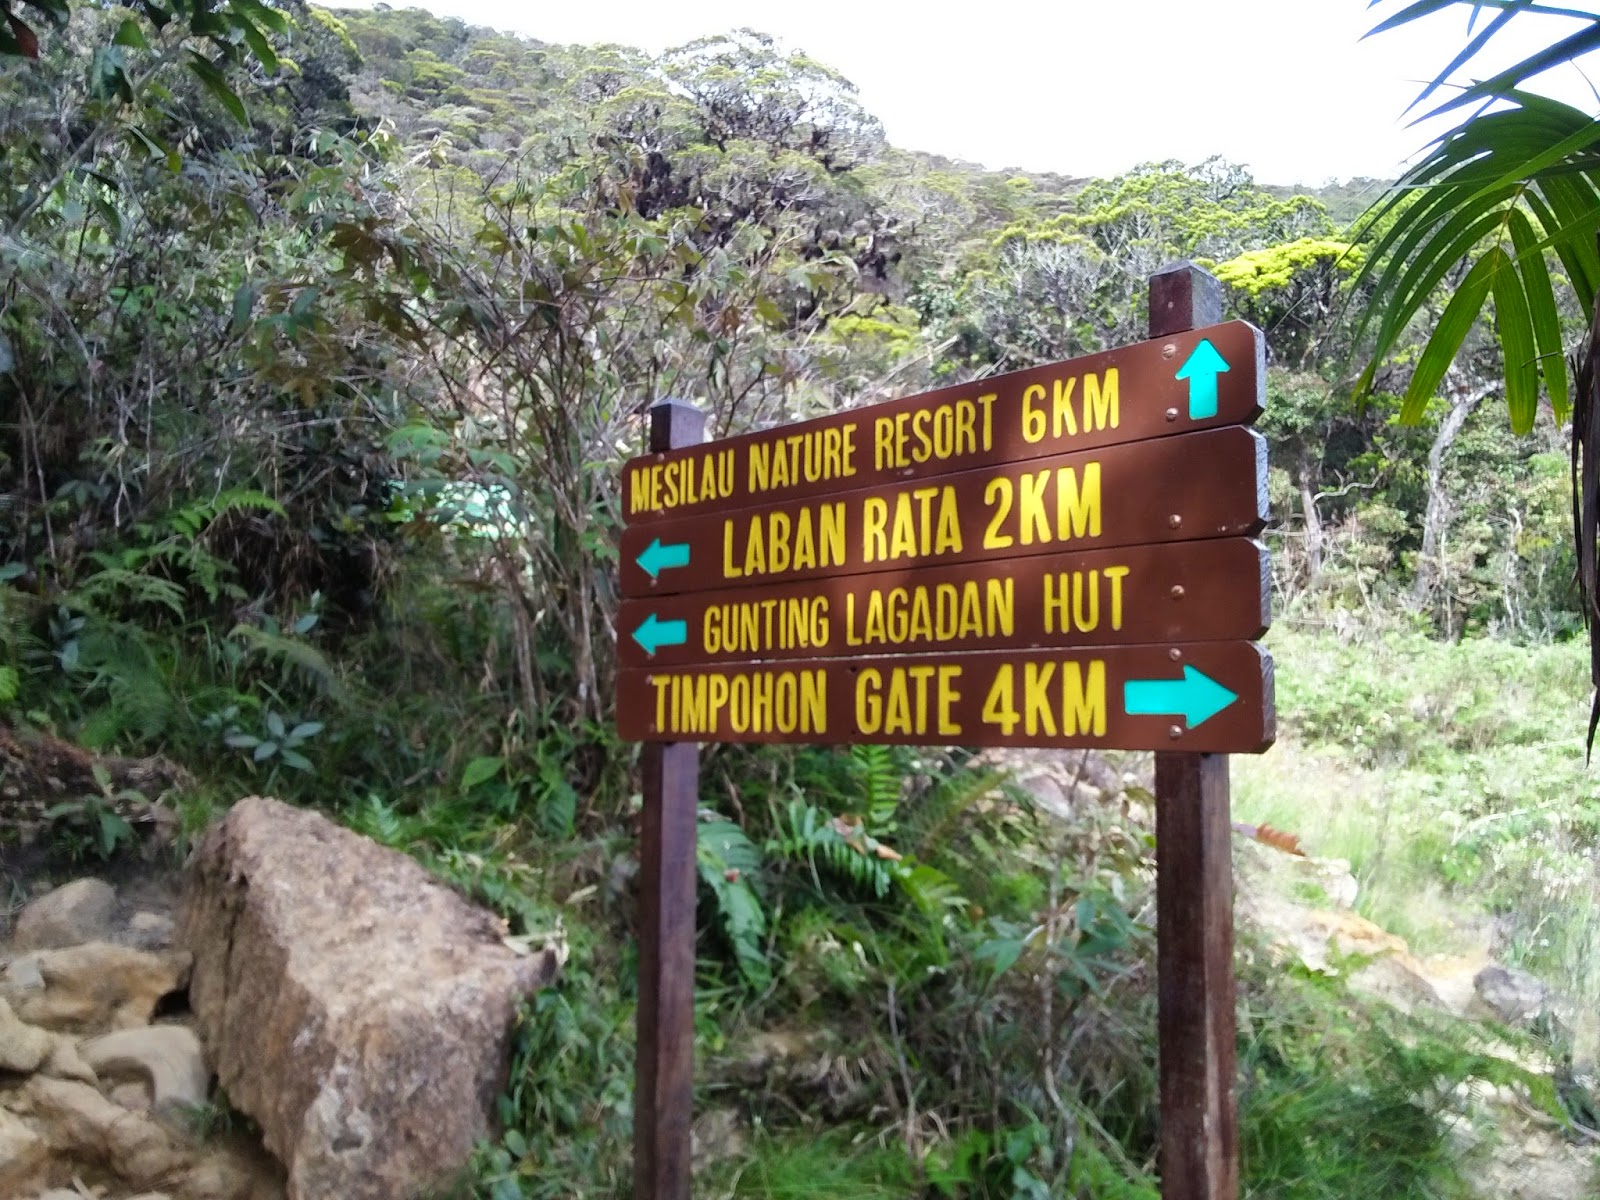 MESILAU NATURE RESORT 6KM
LABAN RATA 2KM
GUNTING LAGADAN HUT
TIMPOHON GATE 4KM